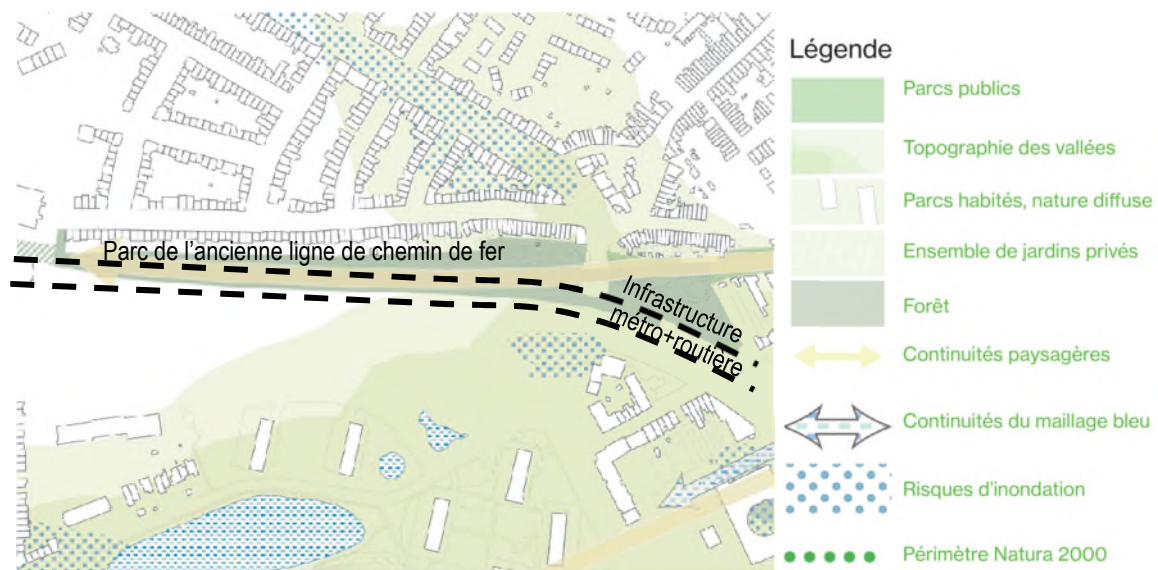 Parc de l'ancienne ligne de chemin de fer
Infrastructure
métro+routière
Légende
Parcs publics
Topographie des vallées
Parcs habités, nature diffuse
Ensemble de jardins privés
Forêt
Continuités paysagères
Continuités du maillage bleu
Risques d'inondation
Périmètre Natura 2000